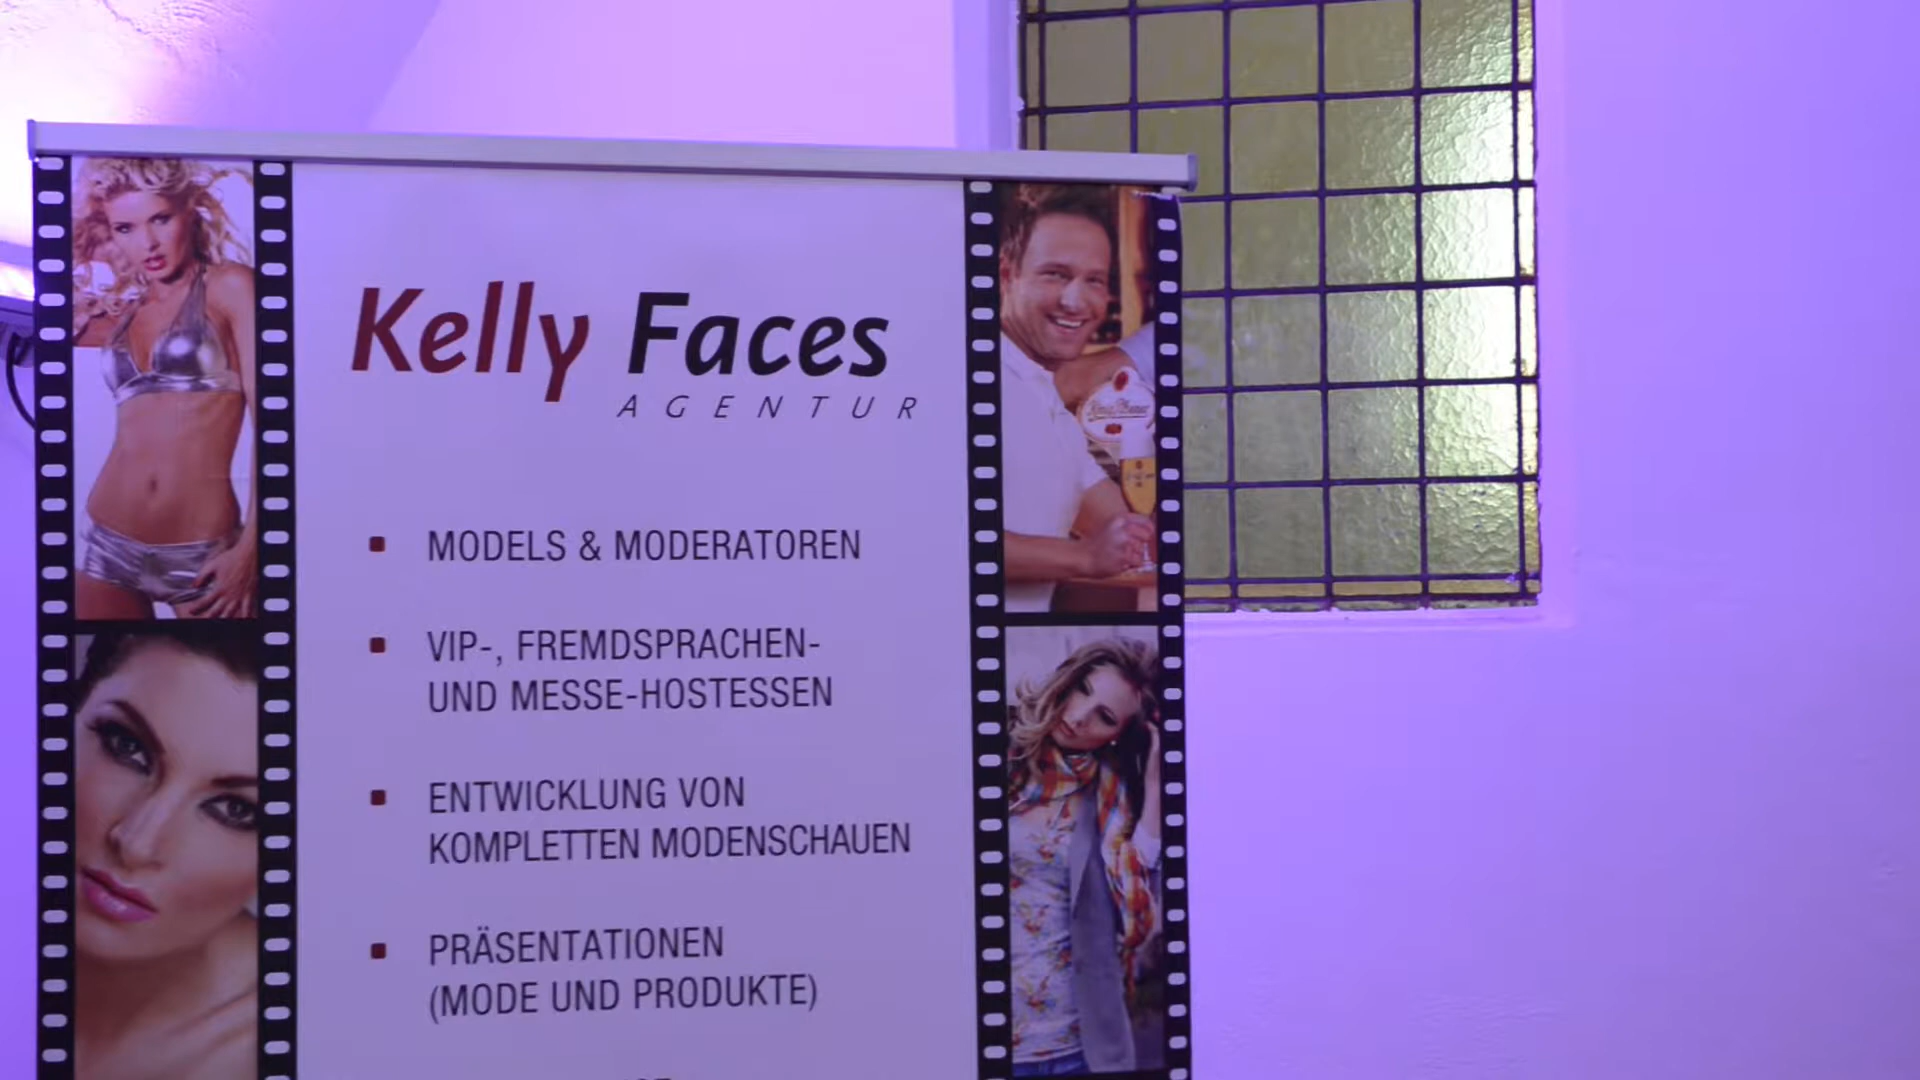 Kelly Faces
AGENTUR
MODELS & MODERATOREN
VIP-, FREMDSPRACHEN-
UND MESSE-HOSTESSEN
ENTWICKLUNG VON
KOMPLETTEN MODENSCHAUEN
PRÄSENTATIONEN
(MODE UND PRODUKTE)